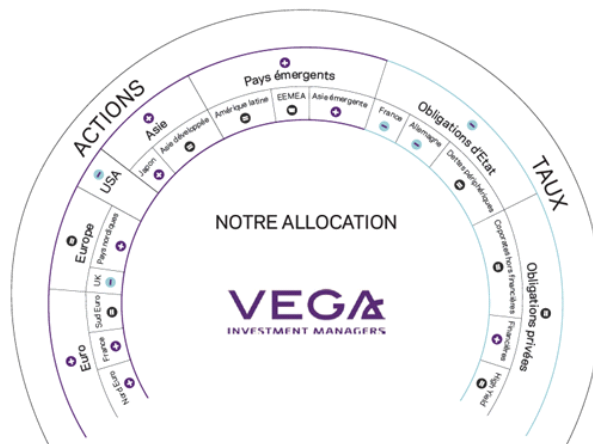 ACTIONS
Euro
Nord Euro
France
Sud Euro
Europe
UK
Pays nordiques
USA
Asie
Japon
Asie développée
Pays émergents
Amérique latine
EEMEA
Asie émergente
TAUX
Obligations d'Etat
France
Allemagne
Dettes périphériques
Obligations privées
Coporates hors financières
Financières
High Yield
NOTRE ALLOCATION
VEGA
INVESTMENT MANAGERS